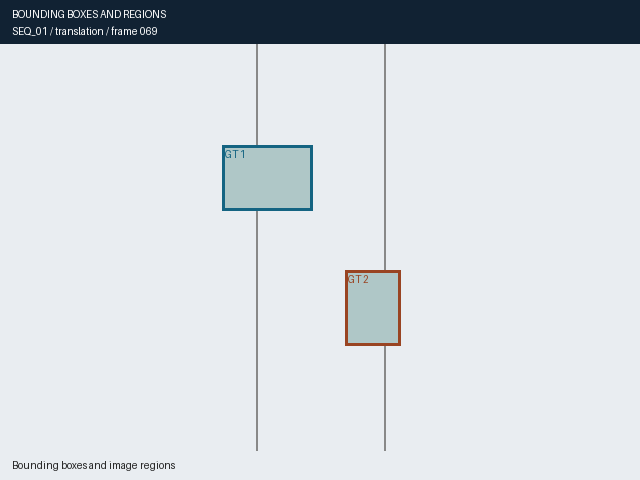 BOUNDING BOXES AND REGIONS
SEQ_01 / translation / frame 069
GT1
GT2
Bounding boxes and image regions